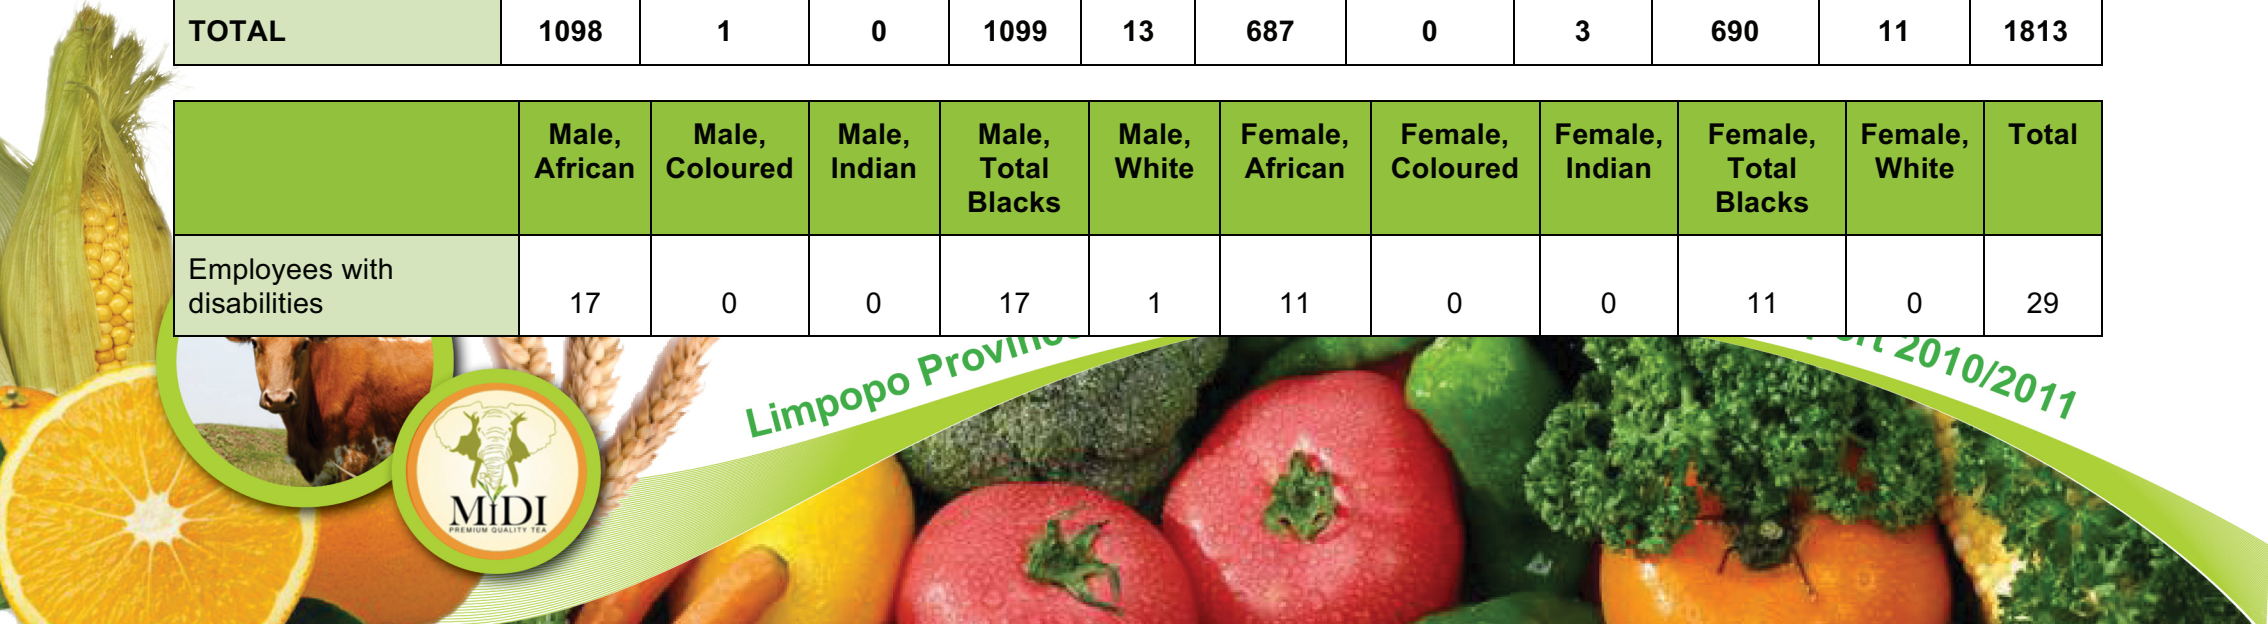 TOTAL 1098 1 0 1099 13 687 0 3 690 11 1813
Male, Male, Male, Male, Male, Female, Female, Female, Female, Female, Total
African Coloured Indian Total White African Coloured Indian Total White
Blacks Blacks
Employees with
disabilities 17 0 0 17 1 11 0 0 11 0 29
Limpopo 2010/2011
MiDI
PREMIUM QUALITY TEA